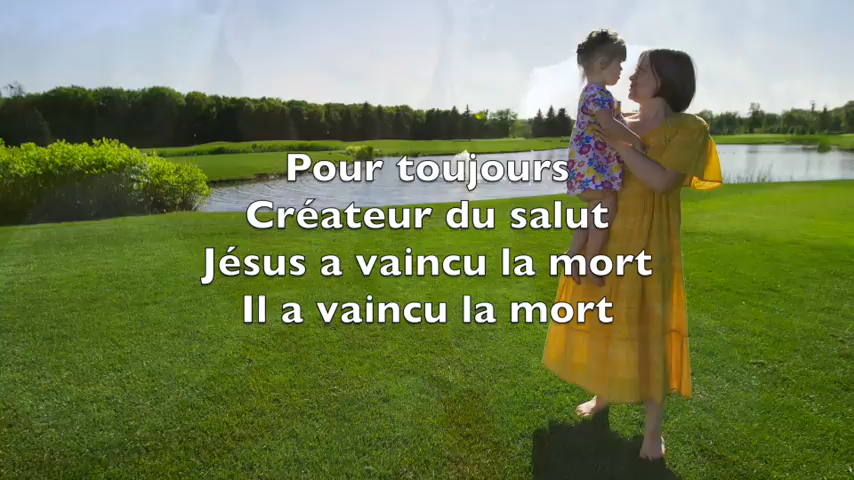 Pour toujours
Créateur du salut
Jésus a vaincu la mort
Il a vaincu la mort